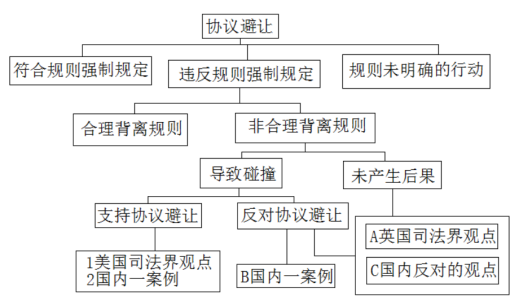 协议避让
符合规则强制规定
违反规则强制规定
规则未明确的行动
合理背离规则
非合理背离规则
导致碰撞
未产生后果
支持协议避让
反对协议避让
1美国司法界观点
2国内一案例
B国内一案例
A英国司法界观点
C国内反对的观点